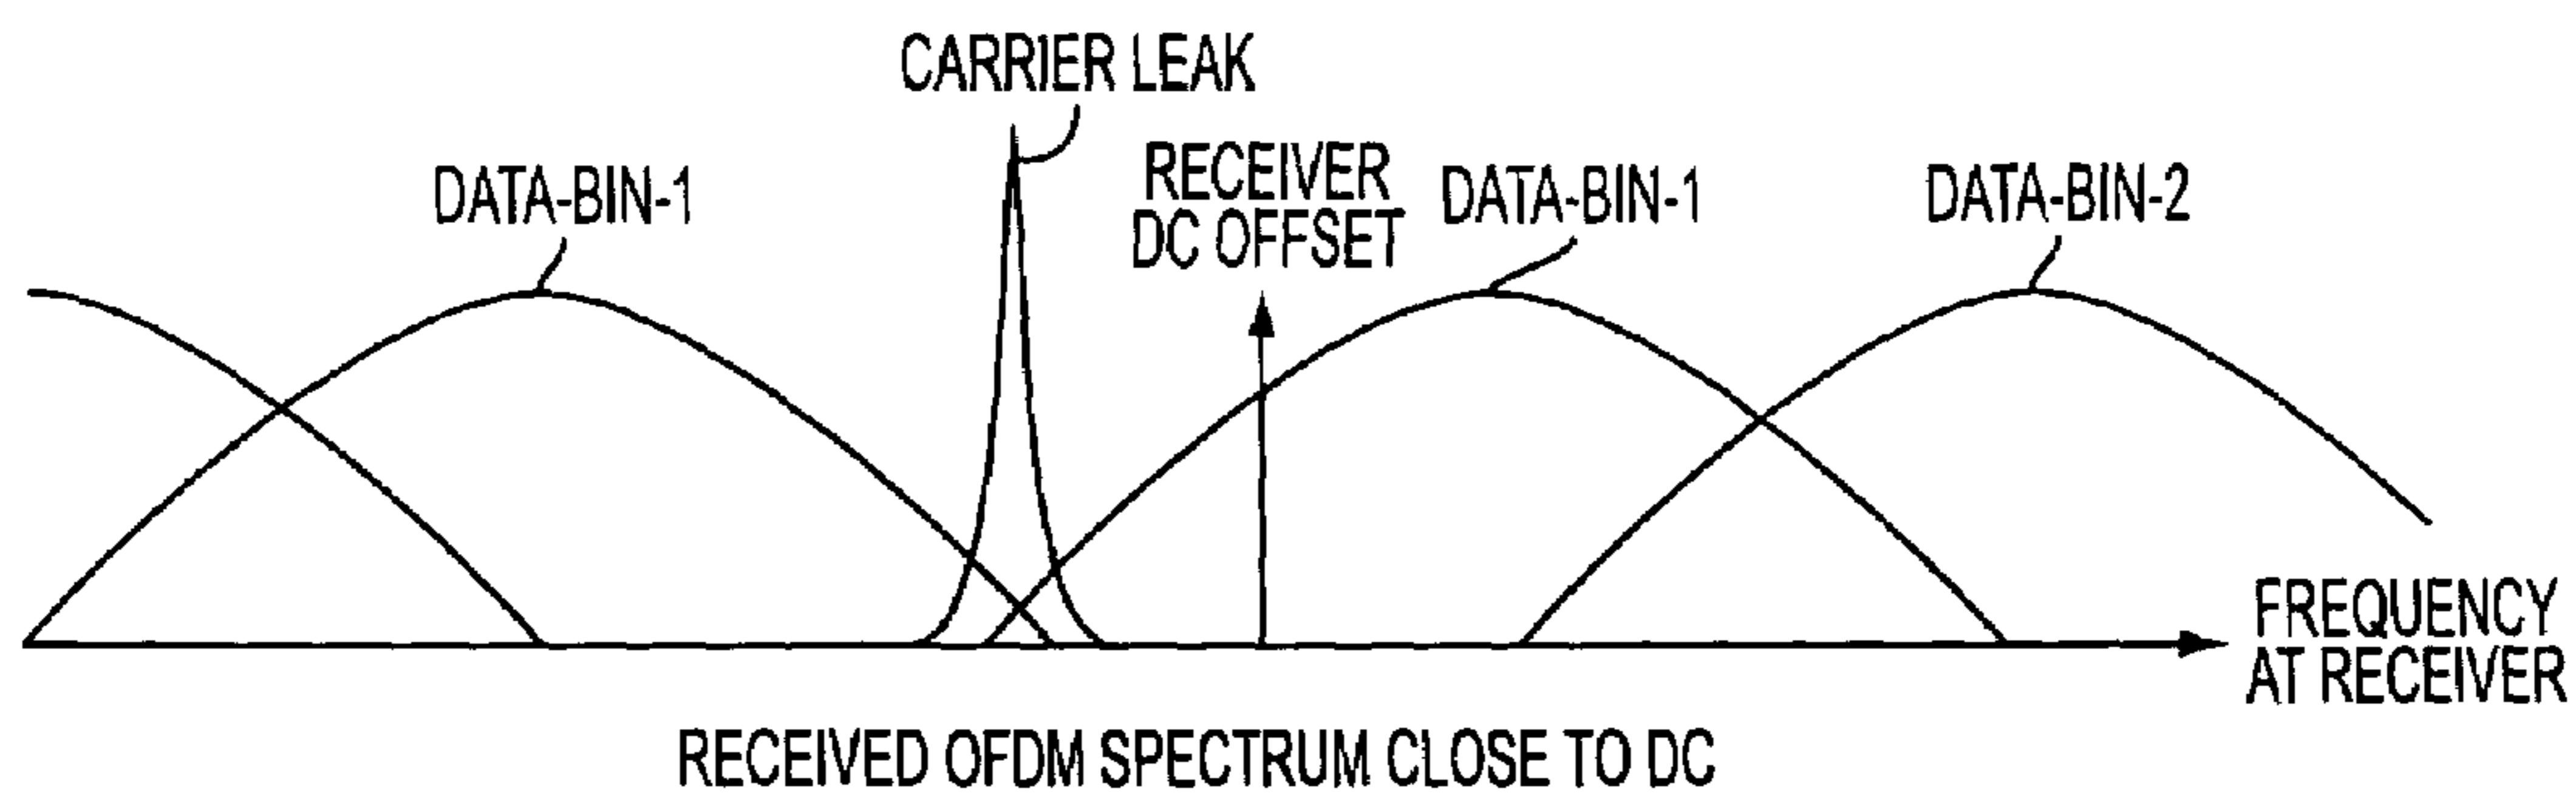 CARRIER LEAK
DATA-BIN-1
RECEIVER
DC OFFSET
DATA-BIN-1
DATA-BIN-2
FREQUENCY
AT RECEIVER
RECEIVED OFDM SPECTRUM CLOSE TO DC